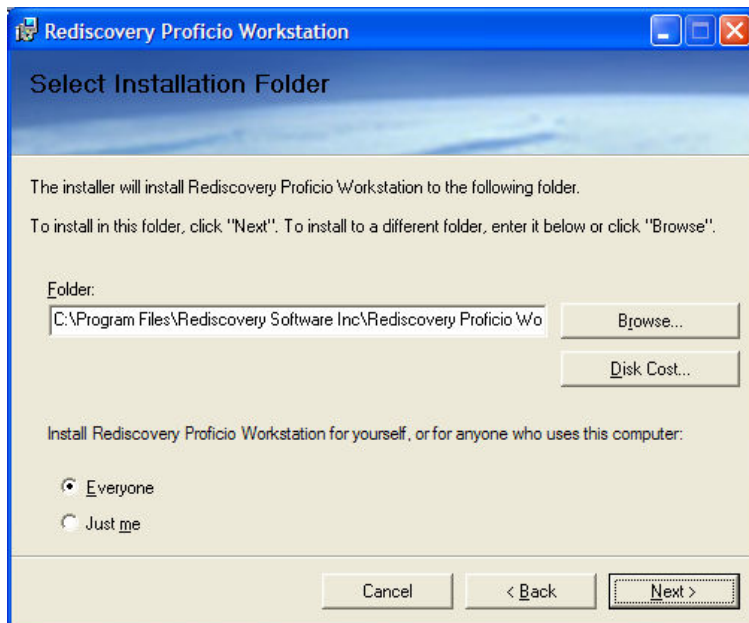 Rediscovery Proficio Workstation
Select Installation Folder
The installer will install Rediscovery Proficio Workstation to the following folder.
To install in this folder, click "Next". To install to a different folder, enter it below or click "Browse".
Folder:
C:\Program Files\Rediscovery Software Inc\Rediscovery Proficio Wo
Browse...
Disk Cost...
Install Rediscovery Proficio Workstation for yourself, or for anyone who uses this computer:
Everyone
Just me
Cancel
< Back
Next >